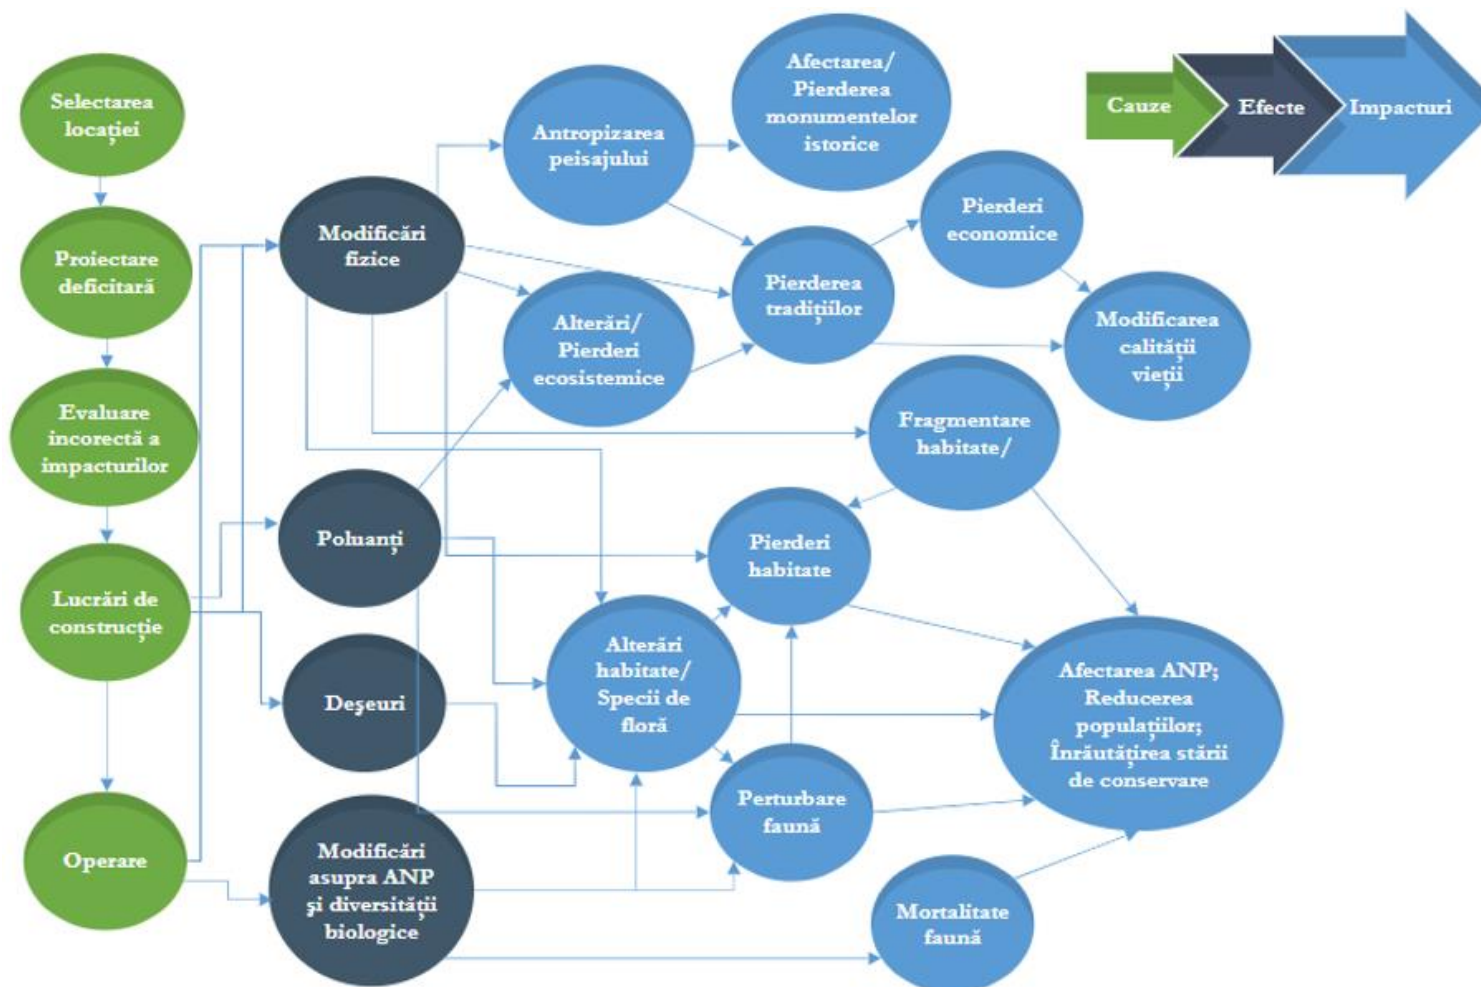 Selectarea
locației
Proiectare
deficitară
Evaluare
incorectă a
impacturilor
Lucrări de
construcție
Operare
Modificări
fizice
Poluanți
Deșeuri
Modificări
asupra ANP
și diversității
biologice
Antropizarea
peisajului
Alterări/
Pierderi
ecosistemice
Afectarea/
Pierderea
monumentelor
istorice
Pierderea
tradițiilor
Pierderi
economice
Modificarea
calității
vieții
Fragmentare
habitate/
Pierderi
habitate
Alterări
habitate/
Specii de
floră
Perturbare
faună
Mortalitate
faună
Afectarea ANP;
Reducerea
populațiilor;
Înrăutățirea stării
de conservare
Cauze
Efecte
Impacturi